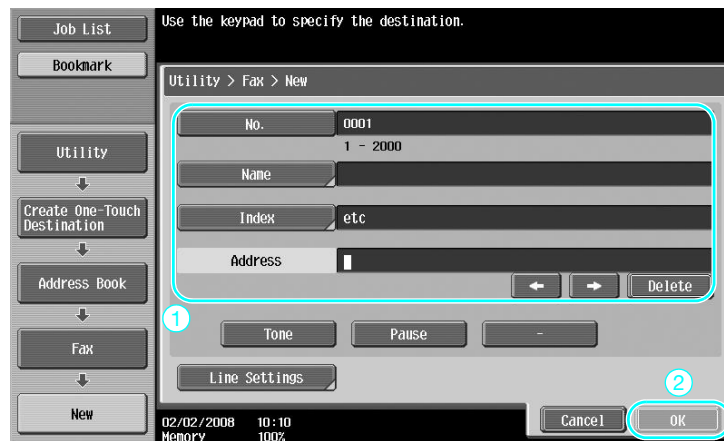 Job List
Use the keypad to specify the destination.
Bookmark
Utility > Fax > New
No.
0001
1 - 2000
Utility
Name
Create One-Touch
Destination
Index
etc
Address
Address Book
← → Delete
1
Tone
Pause
-
Fax
Line Settings
2
New
02/02/2008 10:10
Memory 100%
Cancel
OK